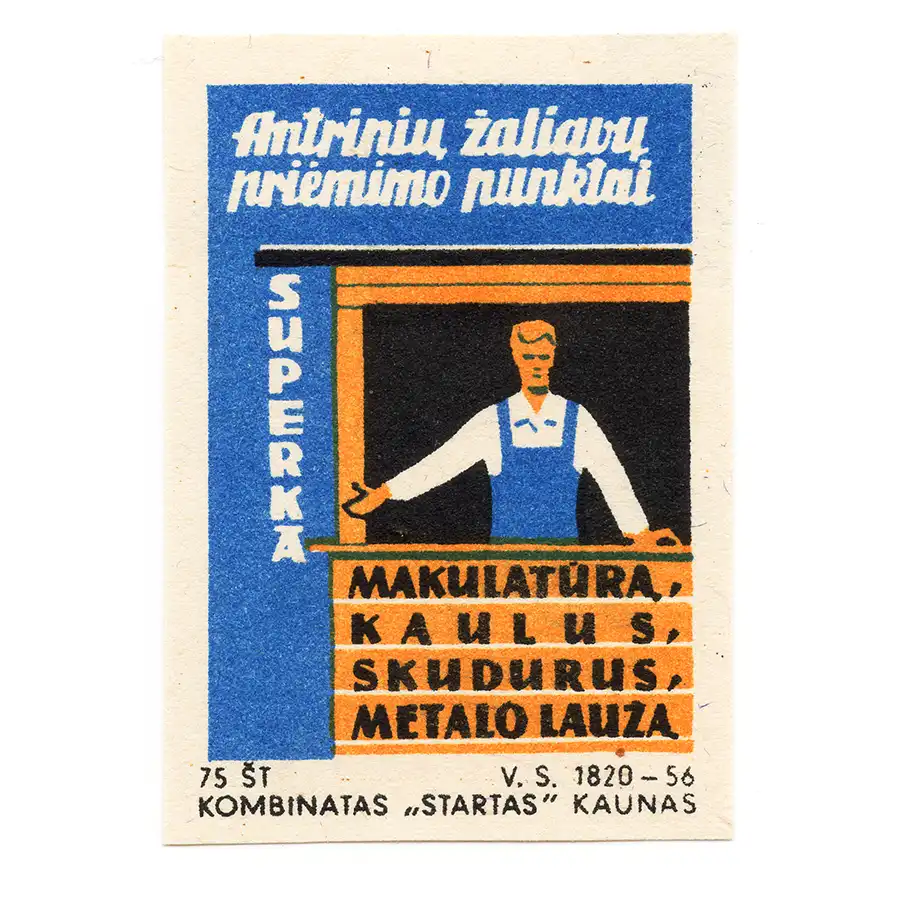 Antrinių žaliavų
priėmimo punktai
SUPERKA
MAKULATŪRĄ,
KAULUS,
SKUDURUS,
METALO LAUŽĄ
75 ŠT V. S. 1820–56
KOMBINATAS „STARTAS” KAUNAS